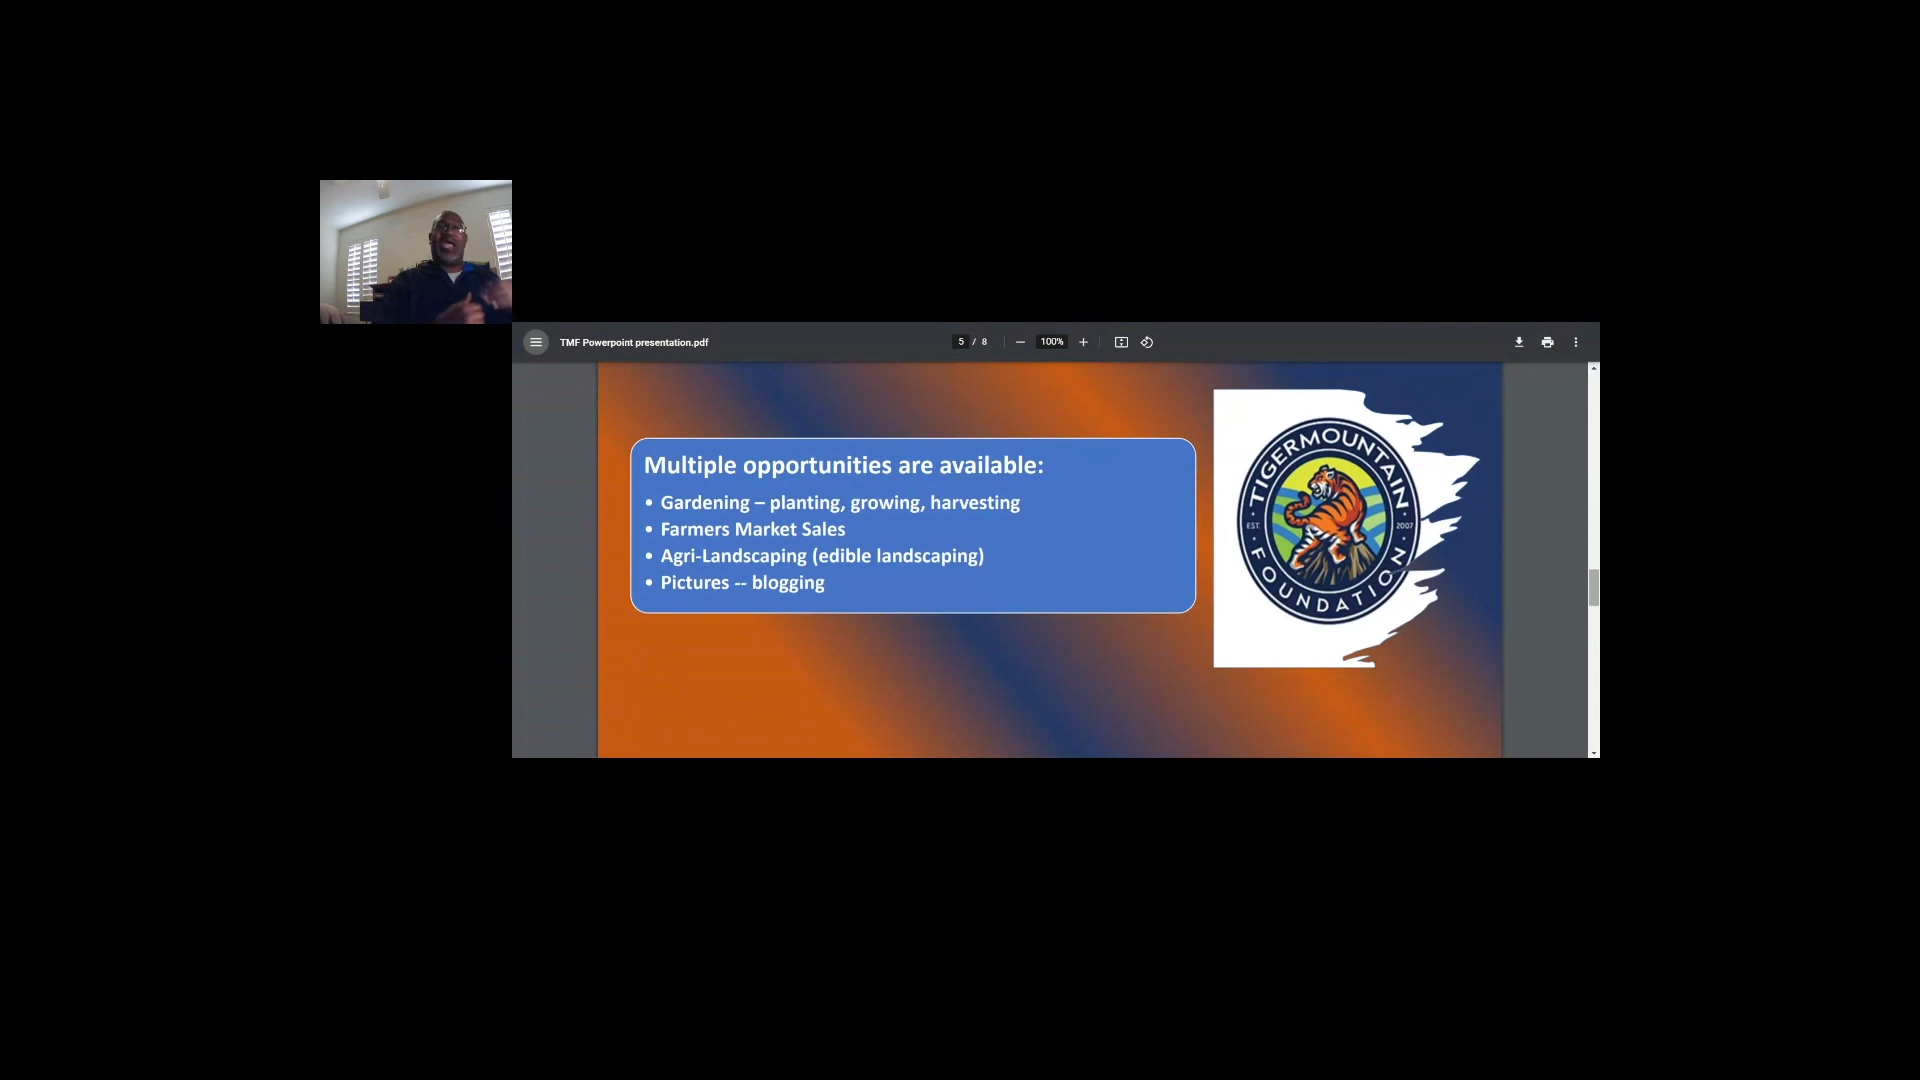 TMF Powerpoint presentation.pdf
5 / 8
100%
Multiple opportunities are available:
• Gardening – planting, growing, harvesting
• Farmers Market Sales
• Agri-Landscaping (edible landscaping)
• Pictures -- blogging
TIGERMOUNTAIN
EST. 2007
FOUNDATION